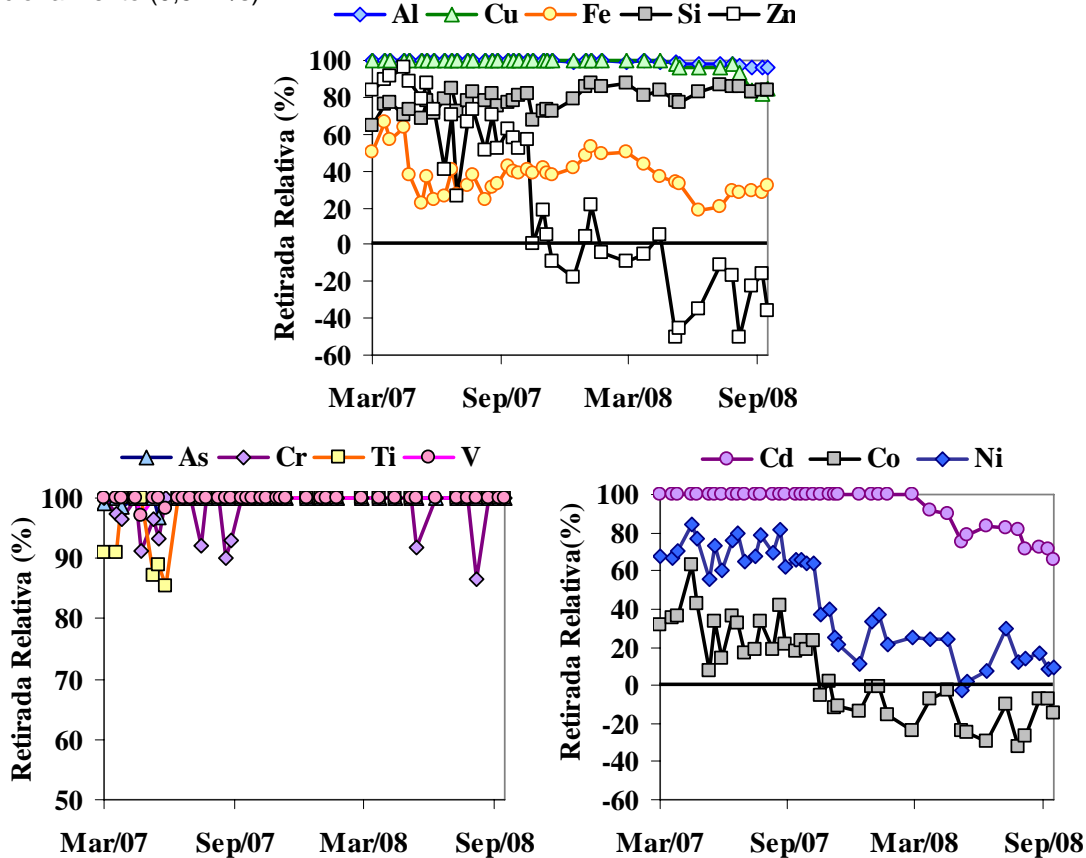 Al Cu Fe Si Zn
Retirada Relativa (%)
100
80
60
40
20
0
-20
-40
-60
Mar/07 Sep/07 Mar/08 Sep/08
As Cr Ti V
Retirada Relativa (%)
100
90
80
70
60
50
Mar/07 Sep/07 Mar/08 Sep/08
Cd Co Ni
Retirada Relativa(%)
100
80
60
40
20
0
-20
-40
-60
Mar/07 Sep/07 Mar/08 Sep/08